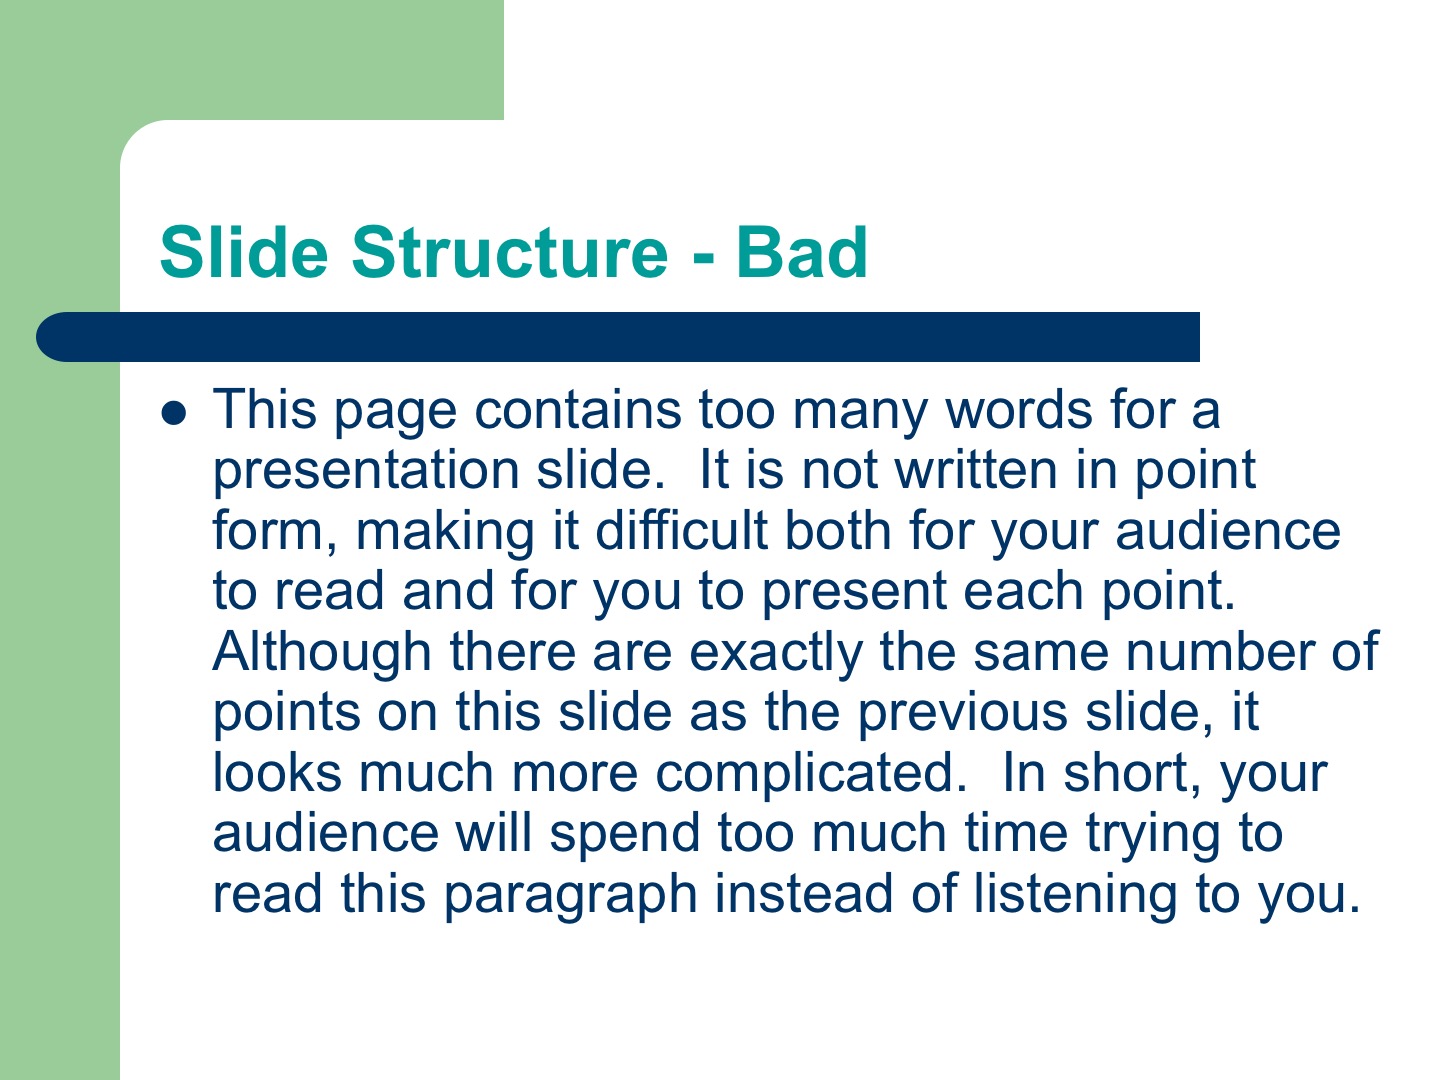 Slide Structure - Bad
● This page contains too many words for a
presentation slide.  It is not written in point
form, making it difficult both for your audience
to read and for you to present each point.
Although there are exactly the same number of
points on this slide as the previous slide, it
looks much more complicated.  In short, your
audience will spend too much time trying to
read this paragraph instead of listening to you.